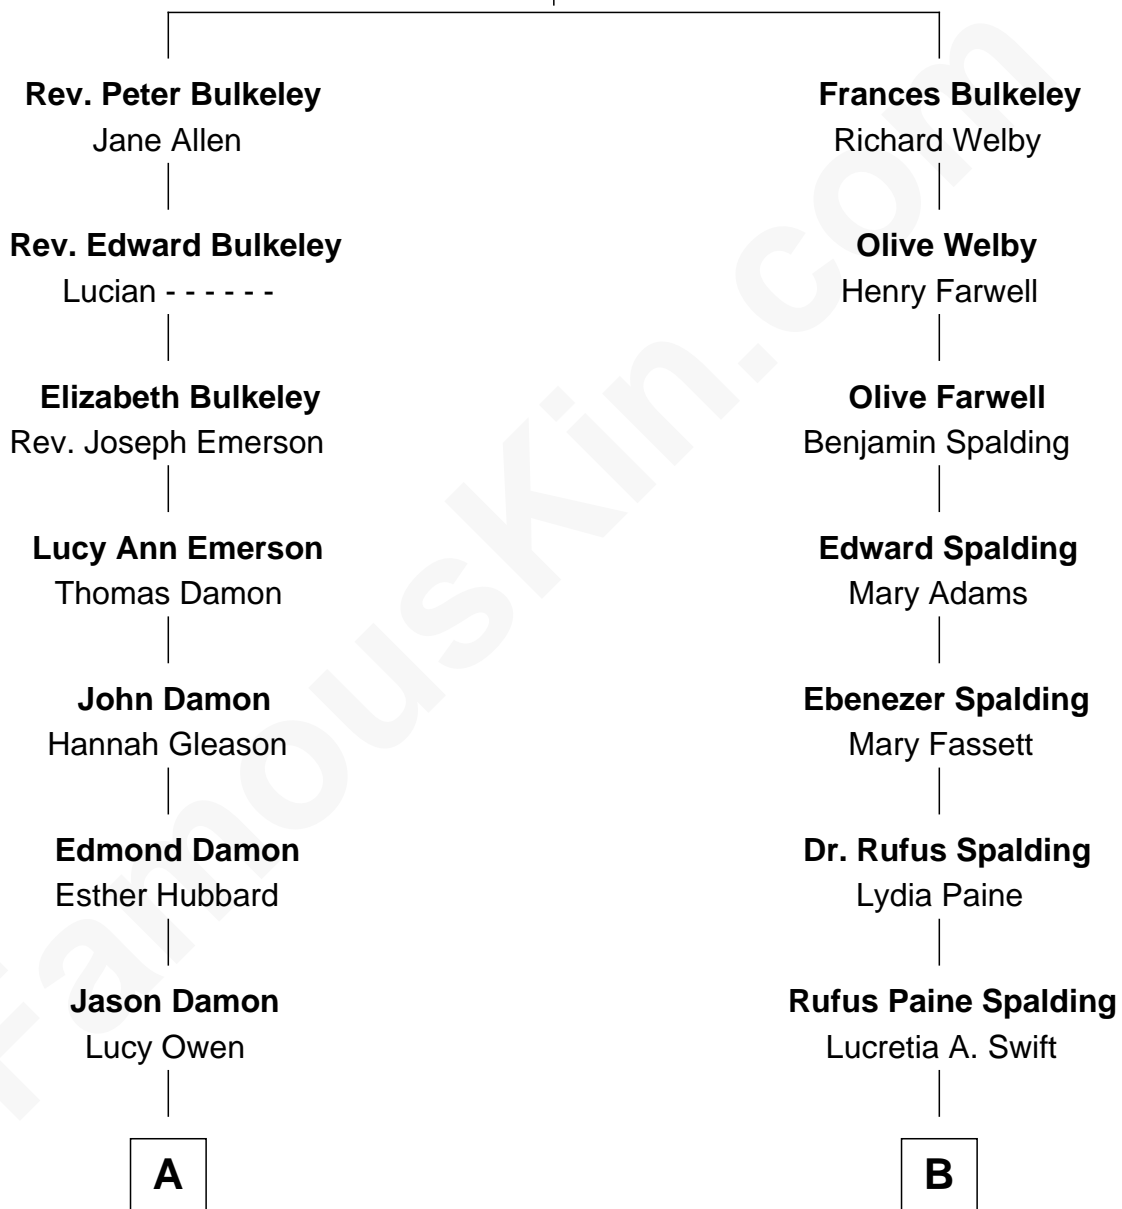 Rev. Peter Bulkeley
Jane Allen
Frances Bulkeley
Richard Welby
Rev. Edward Bulkeley
Lucian - - - - - -
Olive Welby
Henry Farwell
Elizabeth Bulkeley
Rev. Joseph Emerson
Olive Farwell
Benjamin Spalding
Lucy Ann Emerson
Thomas Damon
Edward Spalding
Mary Adams
John Damon
Hannah Gleason
Ebenezer Spalding
Mary Fassett
Edmond Damon
Esther Hubbard
Dr. Rufus Spalding
Lydia Paine
Jason Damon
Lucy Owen
Rufus Paine Spalding
Lucretia A. Swift
A
B
FamousKin.com